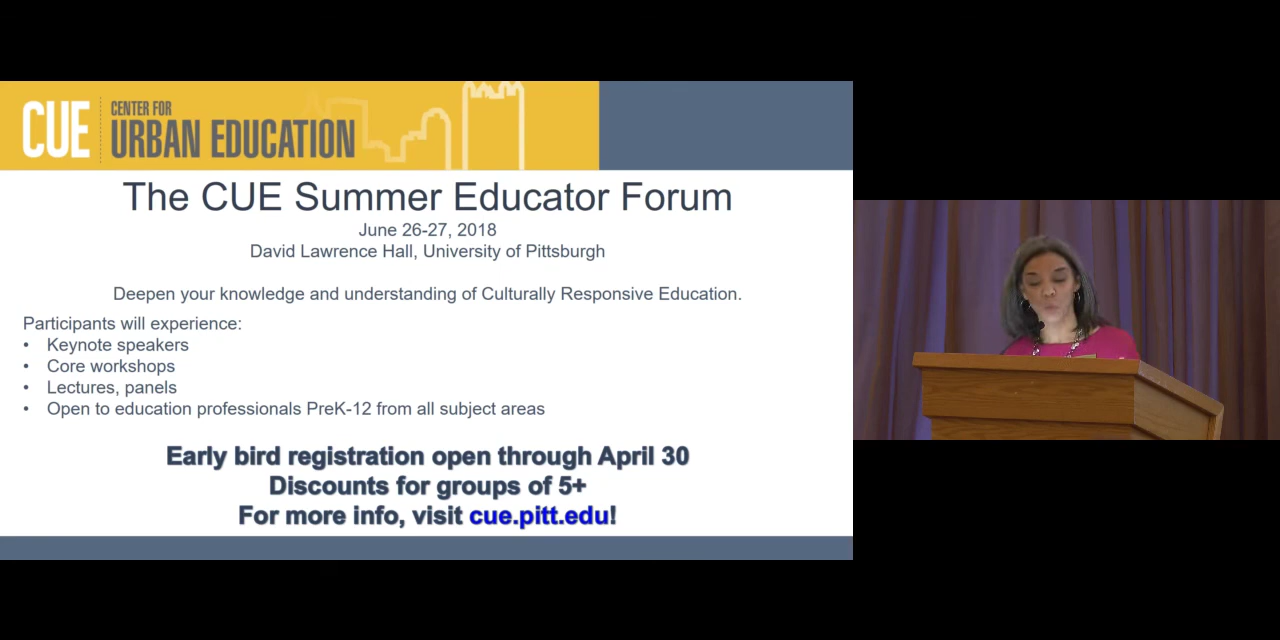 CUE
CENTER FOR
URBAN EDUCATION
The CUE Summer Educator Forum
June 26-27, 2018
David Lawrence Hall, University of Pittsburgh
Deepen your knowledge and understanding of Culturally Responsive Education.
Participants will experience:
• Keynote speakers
• Core workshops
• Lectures, panels
• Open to education professionals PreK-12 from all subject areas
Early bird registration open through April 30
Discounts for groups of 5+
For more info, visit cue.pitt.edu!